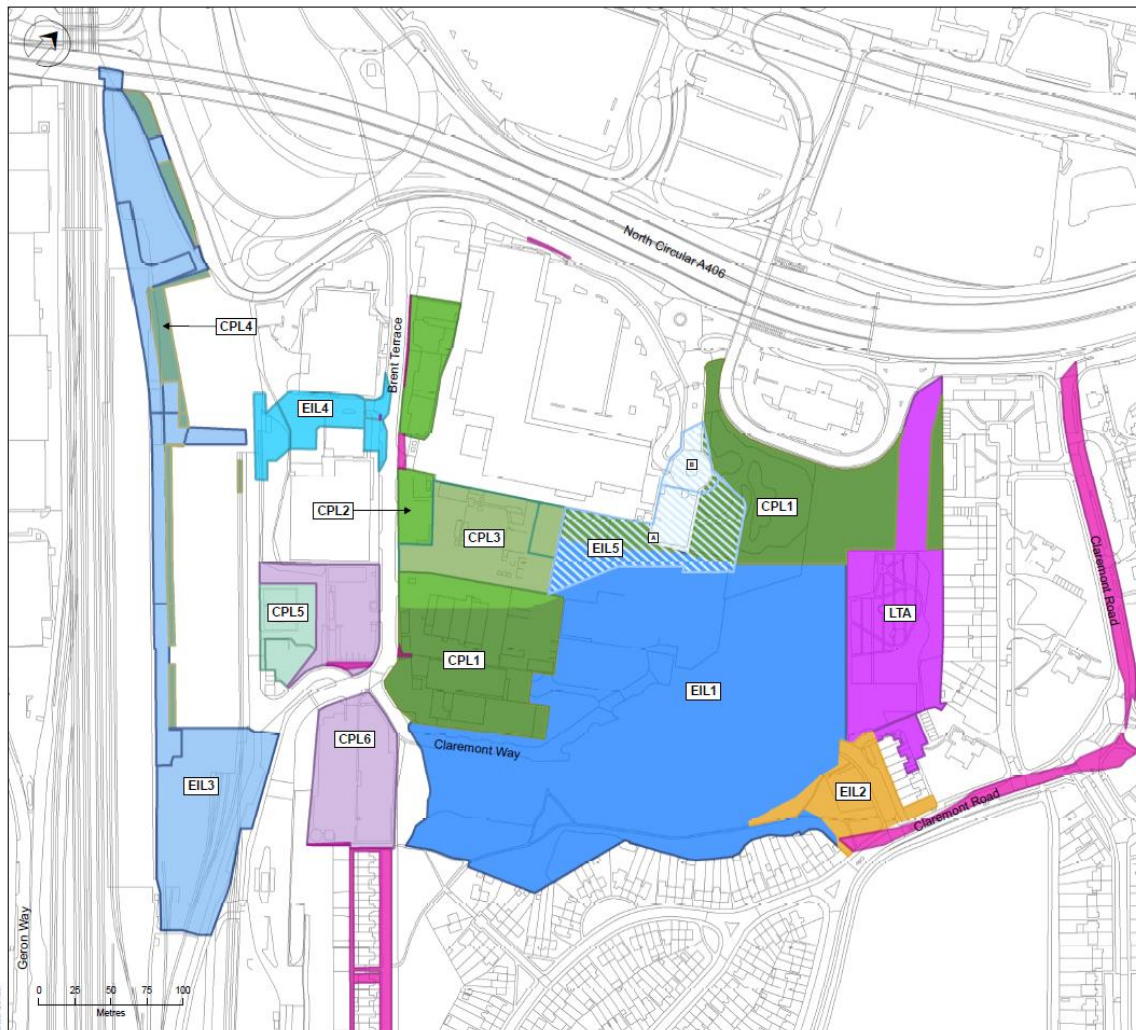 North Circular A406
CPL4
Brent Terrace
EIL4
CPL2
CPL3
B
A
EIL5
CPL1
Claremont Road
CPL5
CPL1
LTA
EIL1
CPL6
Claremont Way
EIL3
EIL2
Claremont Road
Geron Way
0 25 50 75 100
Metres